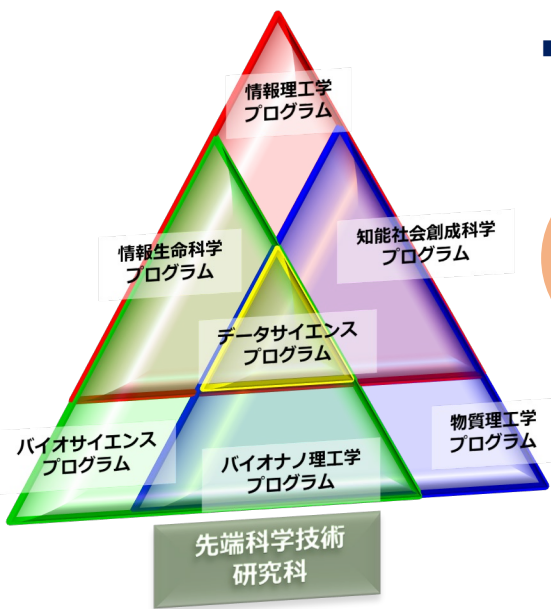 情報理工学
プログラム
情報生命科学
プログラム
知能社会創成科学
プログラム
データサイエンス
プログラム
バイオサイエンス
プログラム
バイオナノ理工学
プログラム
物質理工学
プログラム
先端科学技術
研究科